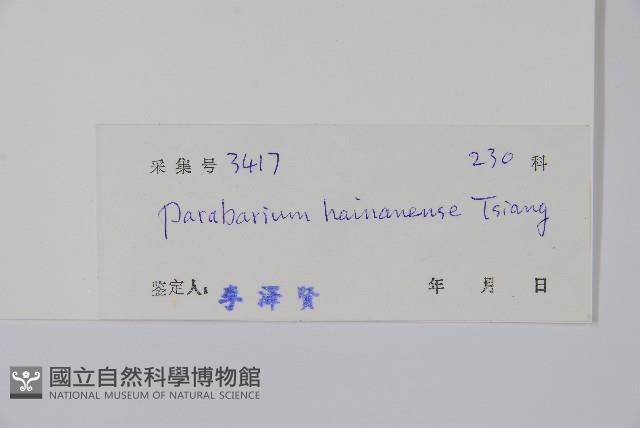 采集号 3417 230 科
Parabarium hainanense Tsiang
鉴定人: 李泽贤 年 月 日
國立自然科學博物館
NATIONAL MUSEUM OF NATURAL SCIENCE